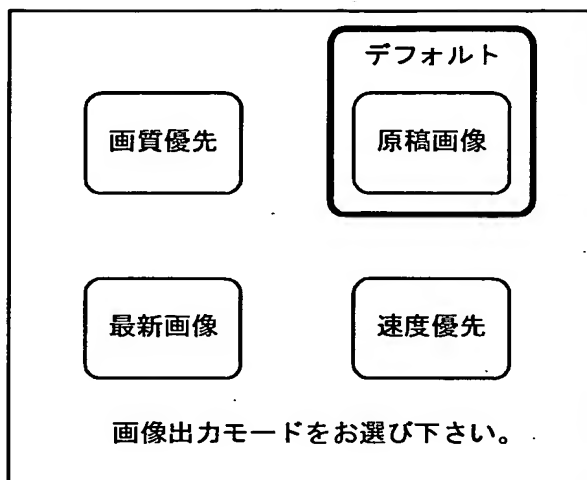 デフォルト
画質優先
原稿画像
最新画像
速度優先
画像出力モードをお選び下さい。